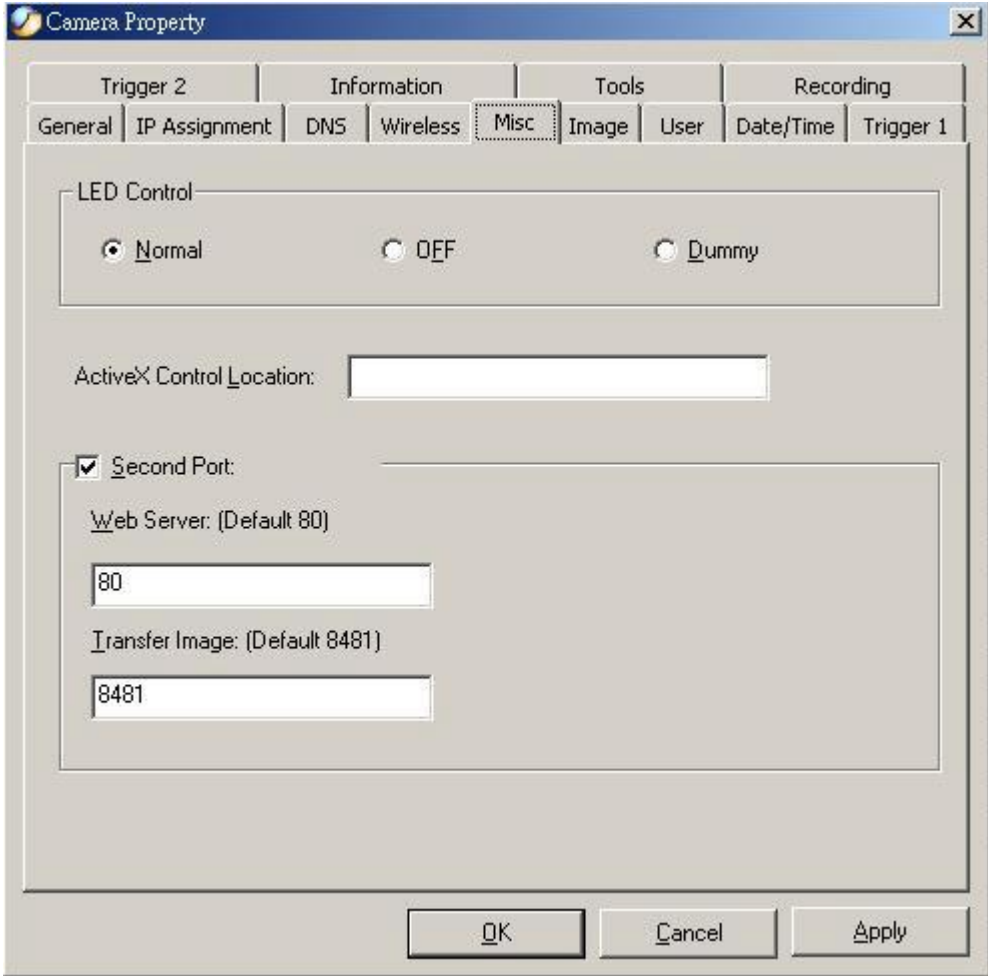 Camera Property
Trigger 2 Information Tools Recording
General IP Assignment DNS Wireless Misc Image User Date/Time Trigger 1
LED Control
Normal OFF Dummy
ActiveX Control Location:
Second Port:
Web Server: (Default 80)
80
Transfer Image: (Default 8481)
8481
OK Cancel Apply